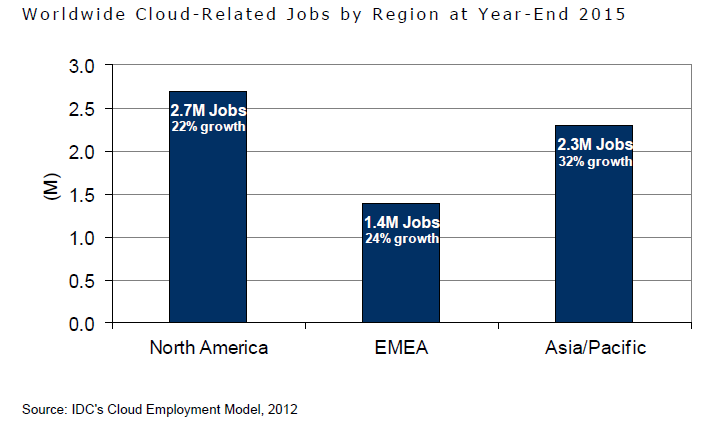 Worldwide Cloud-Related Jobs by Region at Year-End 2015
3.0
2.5
2.0
1.5
1.0
0.5
0.0
(M)
2.7M Jobs
22% growth
1.4M Jobs
24% growth
2.3M Jobs
32% growth
North America
EMEA
Asia/Pacific
Source: IDC's Cloud Employment Model, 2012